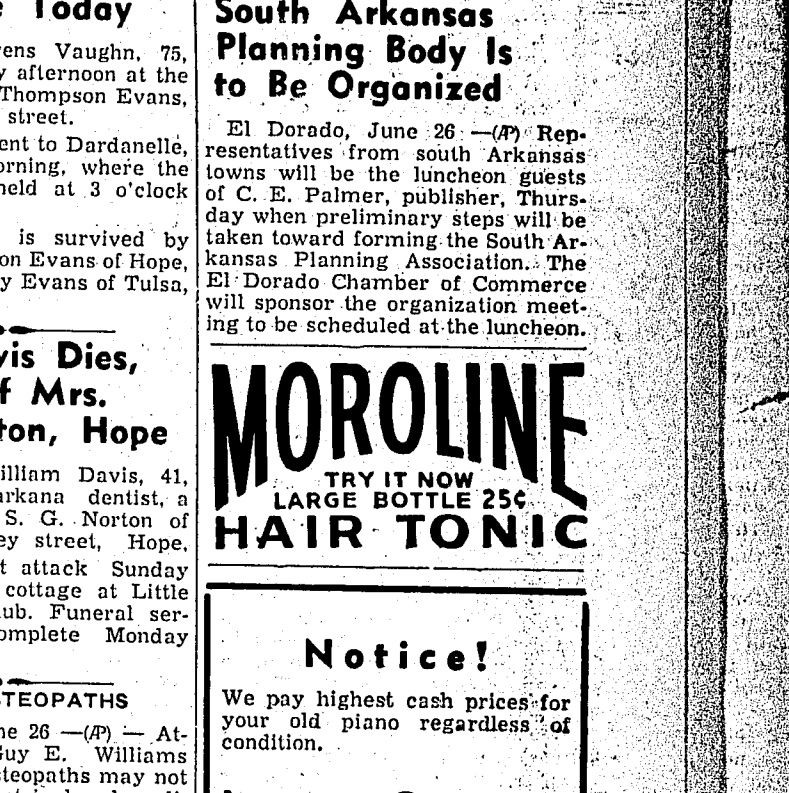 Today
ens Vaughn, 75,
y afternoon at the
Thompson Evans,
street.
ent to Dardanelle,
orning, where the
held at 3 o'clock
is survived by
on Evans of Hope,
y Evans of Tulsa,
vis Dies,
f Mrs.
ton, Hope
illiam Davis, 41,
arkana dentist, a
S. G. Norton of
ey street, Hope,
t attack Sunday
cottage at Little
lub. Funeral ser-
omplete Monday
TEOPATHS
ne 26 —(AP) — At-
Guy E. Williams
steopaths may not
South Arkansas
Planning Body Is
to Be Organized
El Dorado, June 26 —(AP) Rep-
resentatives from south Arkansas
towns will be the luncheon guests
of C. E. Palmer, publisher, Thurs-
day when preliminary steps will be
taken toward forming the South Ar-
kansas Planning Association. The
El Dorado Chamber of Commerce
will sponsor the organization meet-
ing to be scheduled at the luncheon.
MOROLINE
TRY IT NOW
LARGE BOTTLE 25¢
HAIR TONIC
Notice!
We pay highest cash prices for
your old piano regardless of
condition.